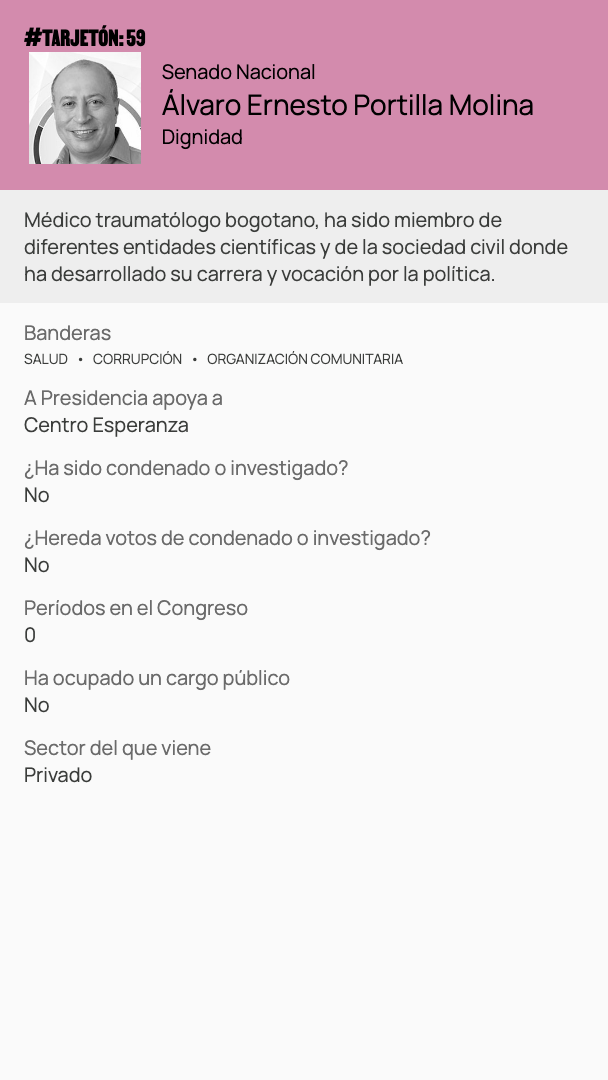 #TARJETÓN: 59
Senado Nacional
Álvaro Ernesto Portilla Molina
Dignidad
Médico traumatólogo bogotano, ha sido miembro de
diferentes entidades científicas y de la sociedad civil donde
ha desarrollado su carrera y vocación por la política.
Banderas
SALUD • CORRUPCIÓN • ORGANIZACIÓN COMUNITARIA
A Presidencia apoya a
Centro Esperanza
¿Ha sido condenado o investigado?
No
¿Hereda votos de condenado o investigado?
No
Períodos en el Congreso
0
Ha ocupado un cargo público
No
Sector del que viene
Privado